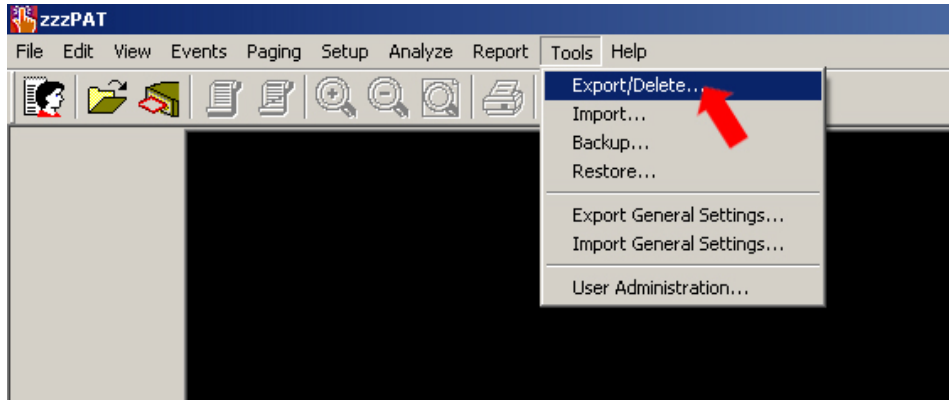 zzzPAT
File Edit View Events Paging Setup Analyze Report Tools Help
Export/Delete...
Import...
Backup...
Restore...
Export General Settings...
Import General Settings...
User Administration...